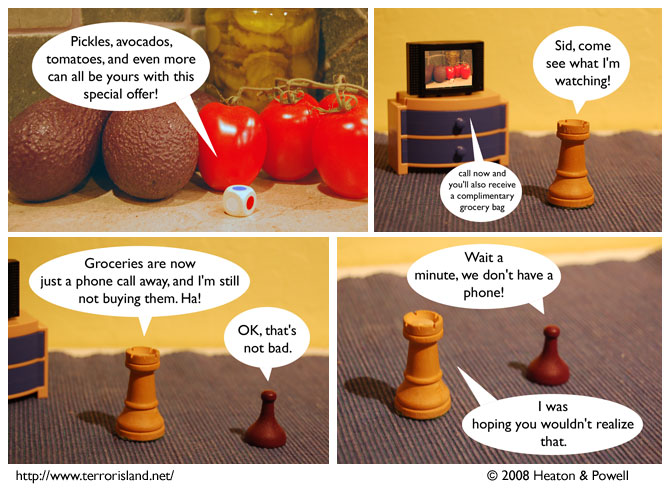 Pickles, avocados,
tomatoes, and even more
can all be yours with this
special offer!
Sid, come
see what I'm
watching!
call now and
you'll also receive
a complimentary
grocery bag
Groceries are now
just a phone call away, and I'm still
not buying them. Ha!
OK, that's
not bad.
Wait a
minute, we don't have a
phone!
I was
hoping you wouldn't realize
that.
http://www.terrorisland.net/
© 2008 Heaton & Powell